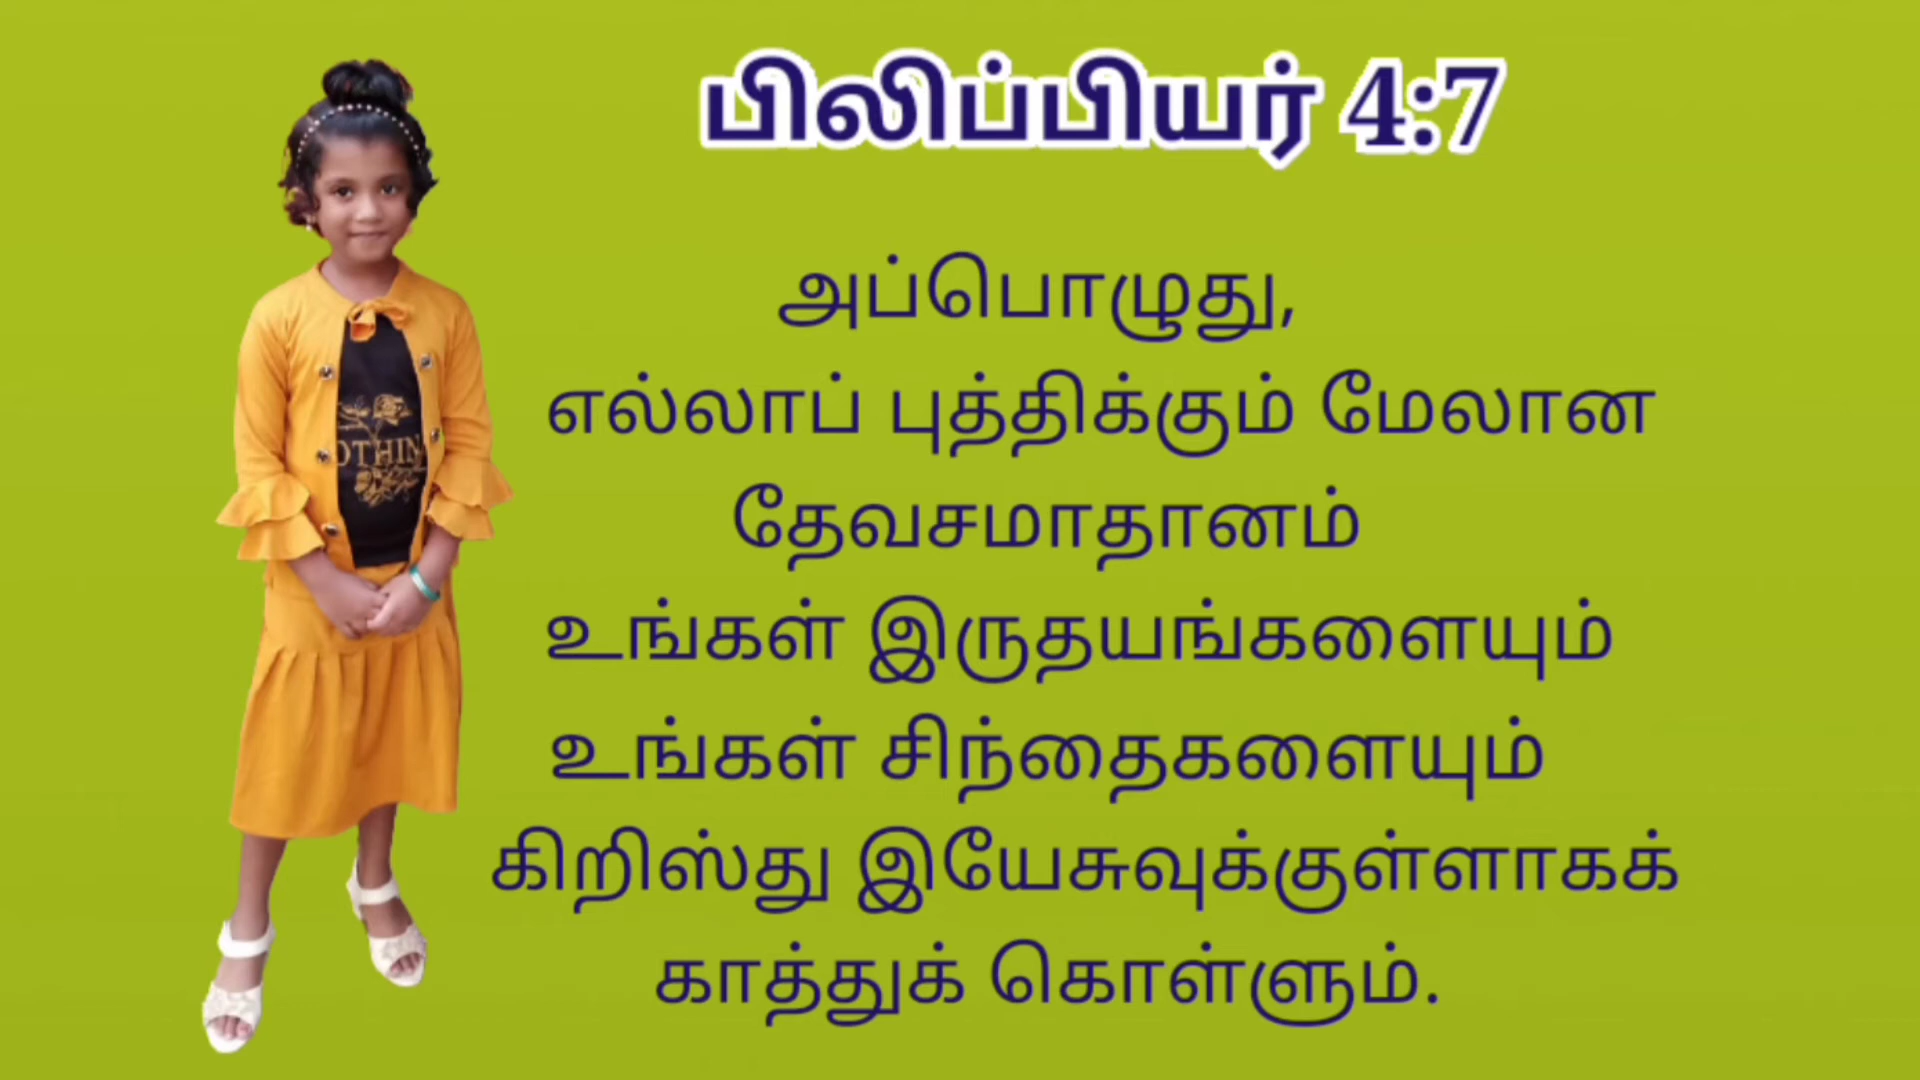 பிலிப்பியர் 4:7
அப்பொழுது,
எல்லாப் புத்திக்கும் மேலான
தேவசமாதானம்
உங்கள் இருதயங்களையும்
உங்கள் சிந்தைகளையும்
கிறிஸ்து இயேசுவுக்குள்ளாகக்
காத்துக் கொள்ளும்.